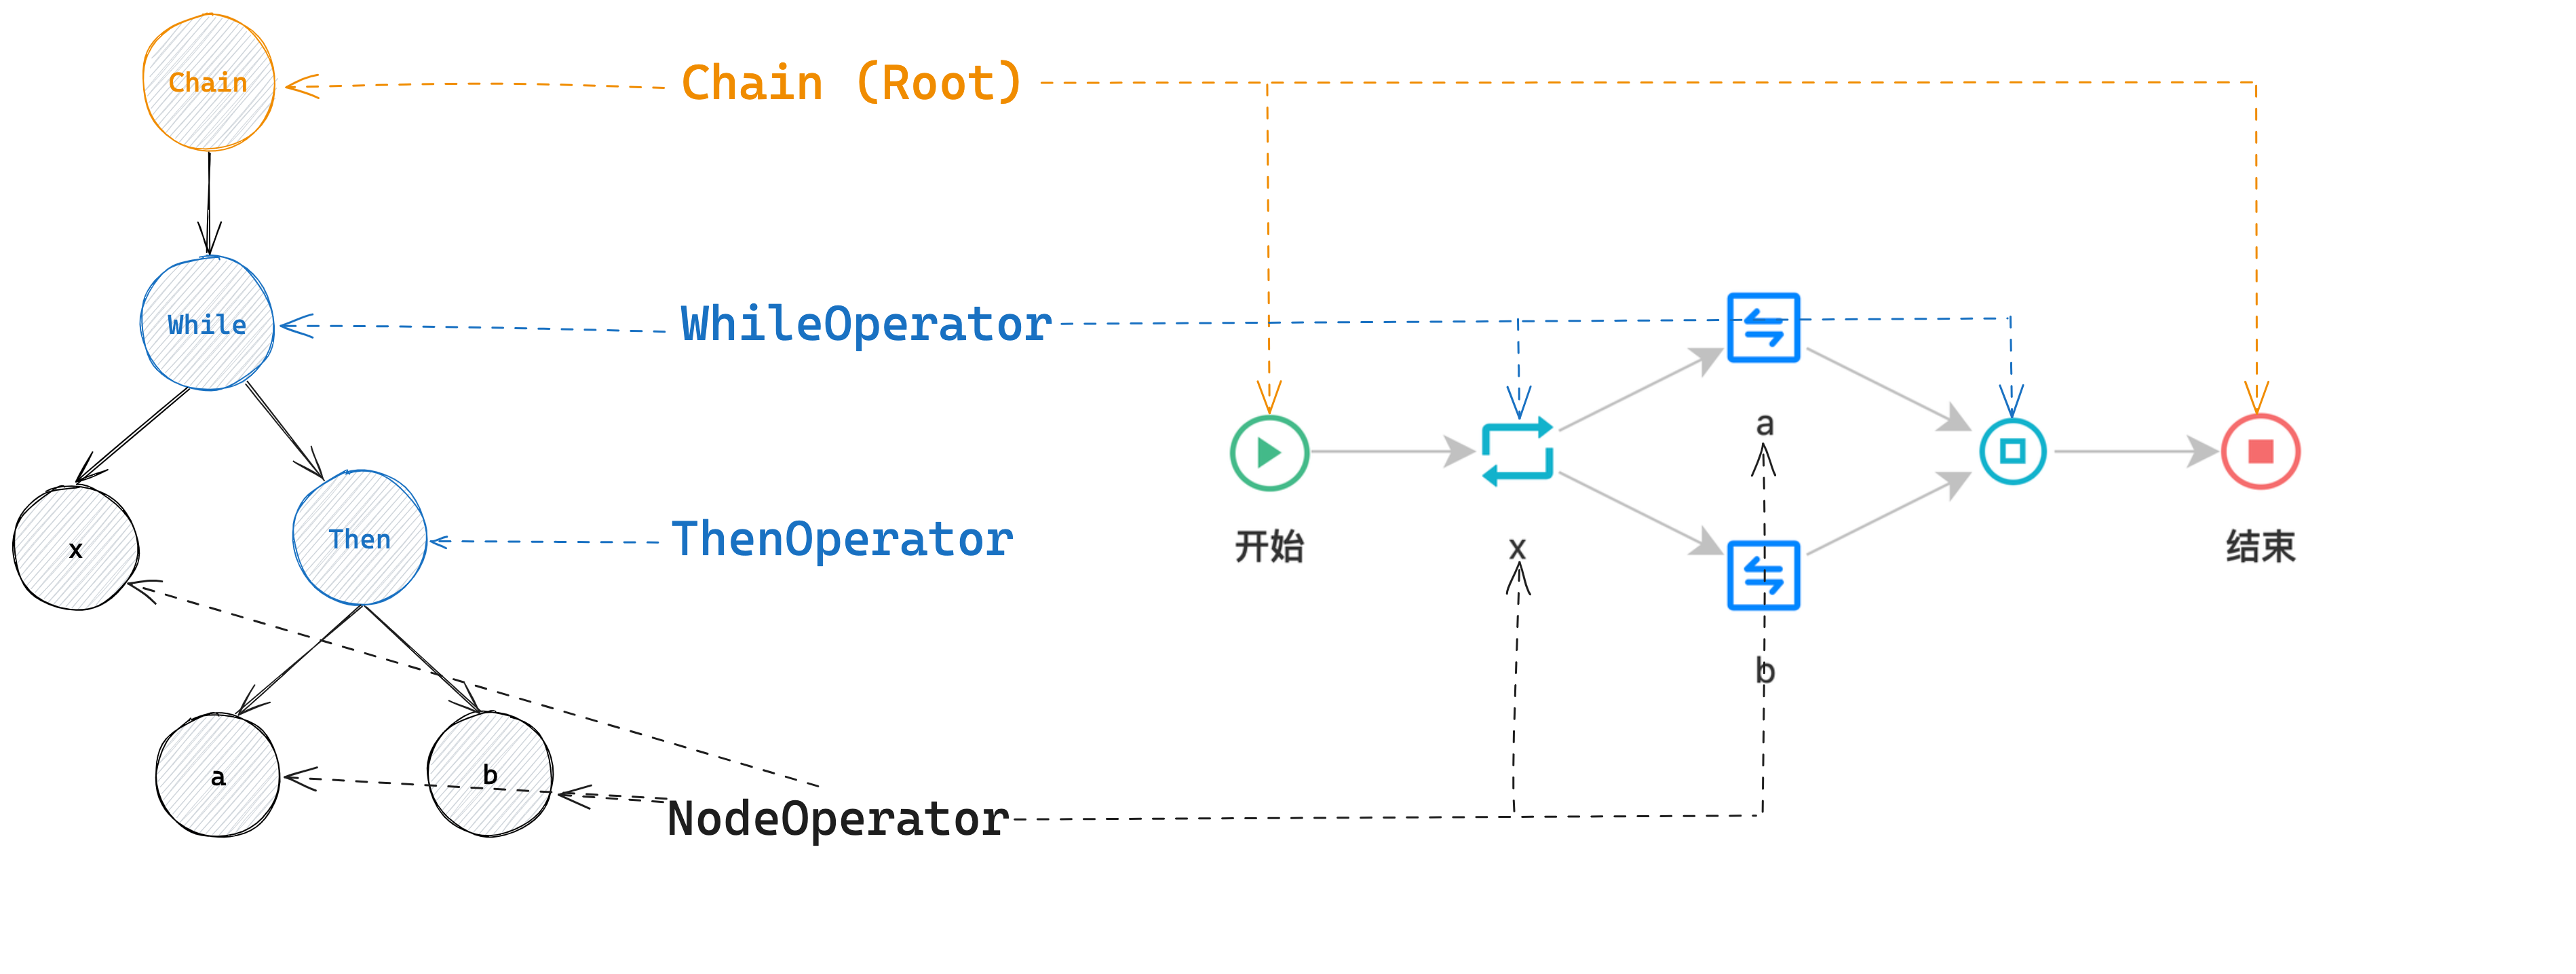 Chain
Chain (Root)
While
WhileOperator
a
x
Then
ThenOperator
开始
x
结束
b
a
b
NodeOperator